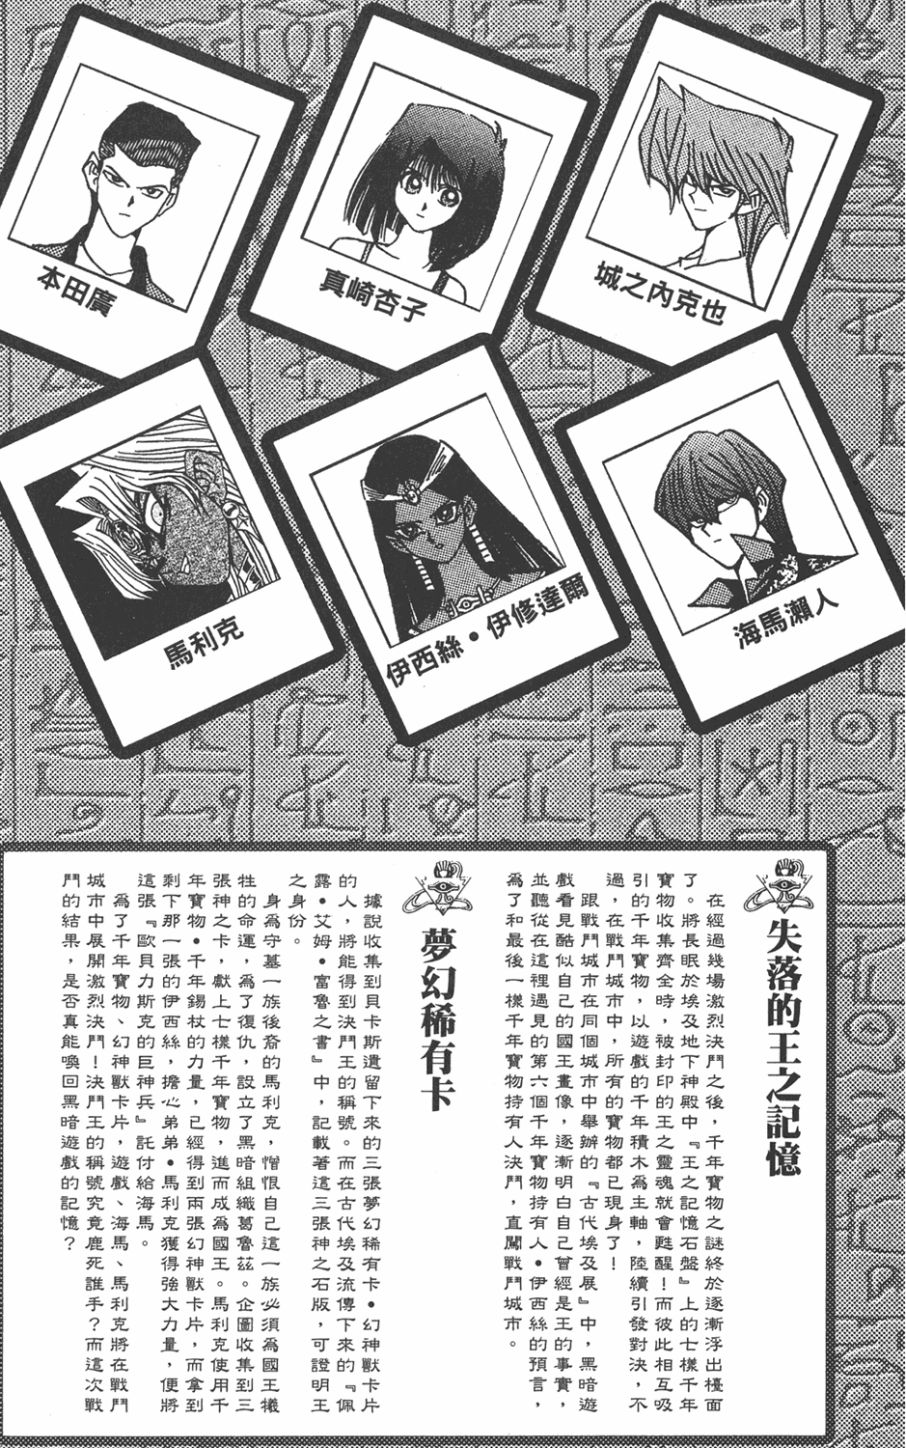 城之內克也
真崎杏子
本田廣
海馬瀨人
伊西絲•伊修達爾
馬利克
失落的王之記憶
在經過幾場激烈決鬥之後，千年寶物之謎終於逐漸浮出檯面
了。將長眠於埃及地下神殿中『王之記憶石盤』上的七樣千年
寶物收集齊全時，被封印的王之靈魂就會甦醒！而彼此相互吸
引的千年寶物，以遊戲的千年積木為主軸，陸續引發對決，不
過，在戰鬥城市中，所有的寶物都已現身了！
跟戰鬥城市在同個城市中舉辦的『古代埃及展』中，黑暗遊
戲看見酷似自己的國王畫像，逐漸明白自己曾經是王的事實，
並聽從在這裡遇見的第六個千年寶物持有人•伊西絲的預言，
為了和最後一樣千年寶物持有人決鬥，直闖戰鬥城市。
夢幻稀有卡
據說收集到貝卡斯遺留下來的三張夢幻稀有卡•幻神獸卡片
的人，將能得到決鬥王的稱號。而在古代埃及流傳下來的『佩
露•艾姆•富魯之書』中，記載著這三張神之石版，可證明王
之身份。
身為守墓一族後裔的馬利克，憎恨自己這一族必須為國王犧
牲的命運，為了復仇，設立了黑暗組織葛魯茲。企圖收集到三
張神之卡，獻上七樣千年寶物，進而成為國王。馬利克使用千
年寶物•千年錫杖的力量，已經得到兩張幻神獸卡片，而拿到
剩下那一張的伊西絲，擔心弟弟•馬利克獲得強大力量，便將
這張『歐貝力斯克的巨神兵』託付給海馬。
為了千年寶物、幻神獸卡片，遊戲、海馬、馬利克將在戰鬥
城市中展開激烈決鬥！決鬥王的稱號究竟鹿死誰手？而這次戰
鬥的結果，是否真能喚回黑暗遊戲的記憶？